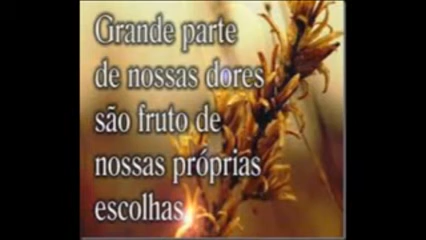 Grande parte
de nossas dores
são fruto de
nossas próprias
escolhas